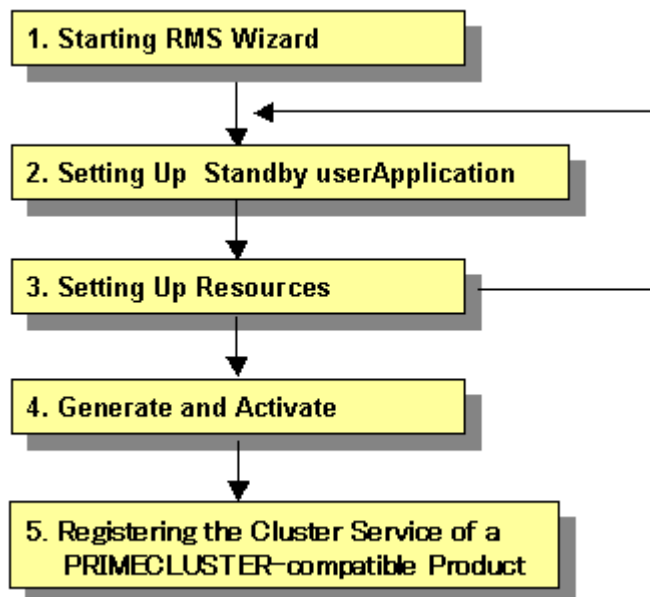 1. Starting RMS Wizard
2. Setting Up Standby userApplication
3. Setting Up Resources
4. Generate and Activate
5. Registering the Cluster Service of a
PRIMECLUSTER-compatible Product